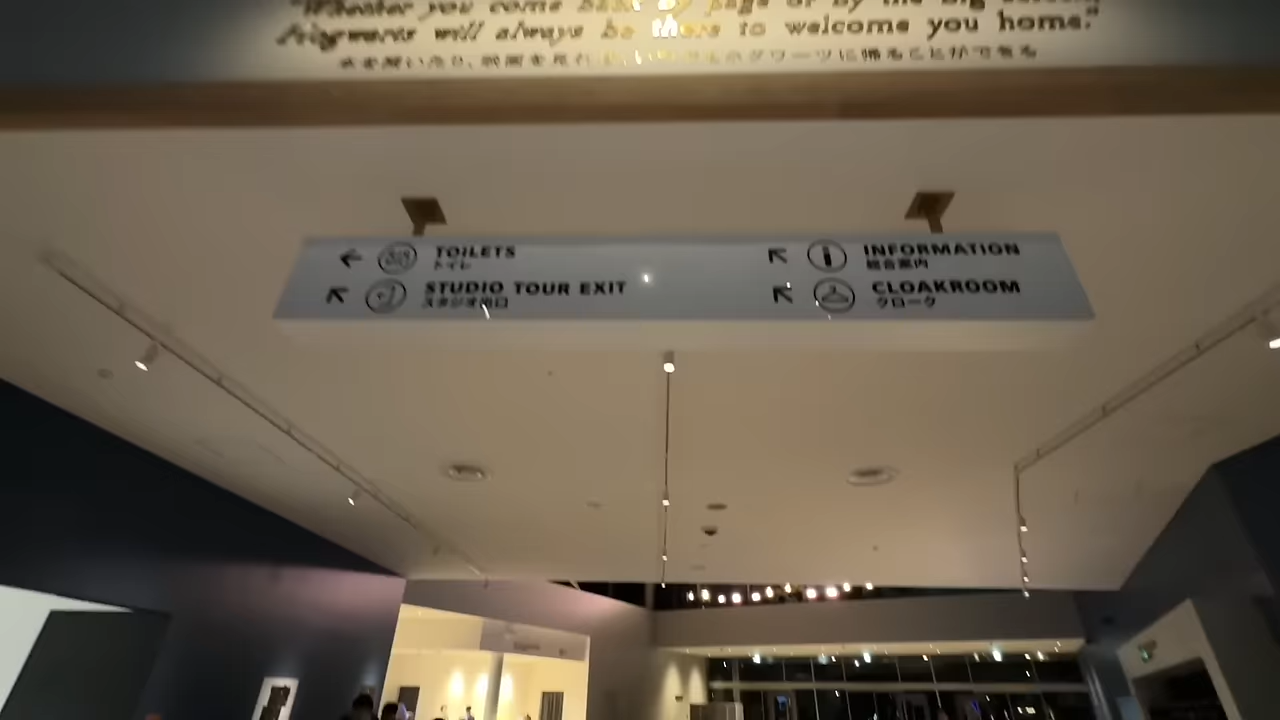 "Whether you come back by page or by the big screen,
Hogwarts will always be there to welcome you home."
TOILETS
トイレ
STUDIO TOUR EXIT
スタジオ出口
INFORMATION
総合案内
CLOAKROOM
クローク